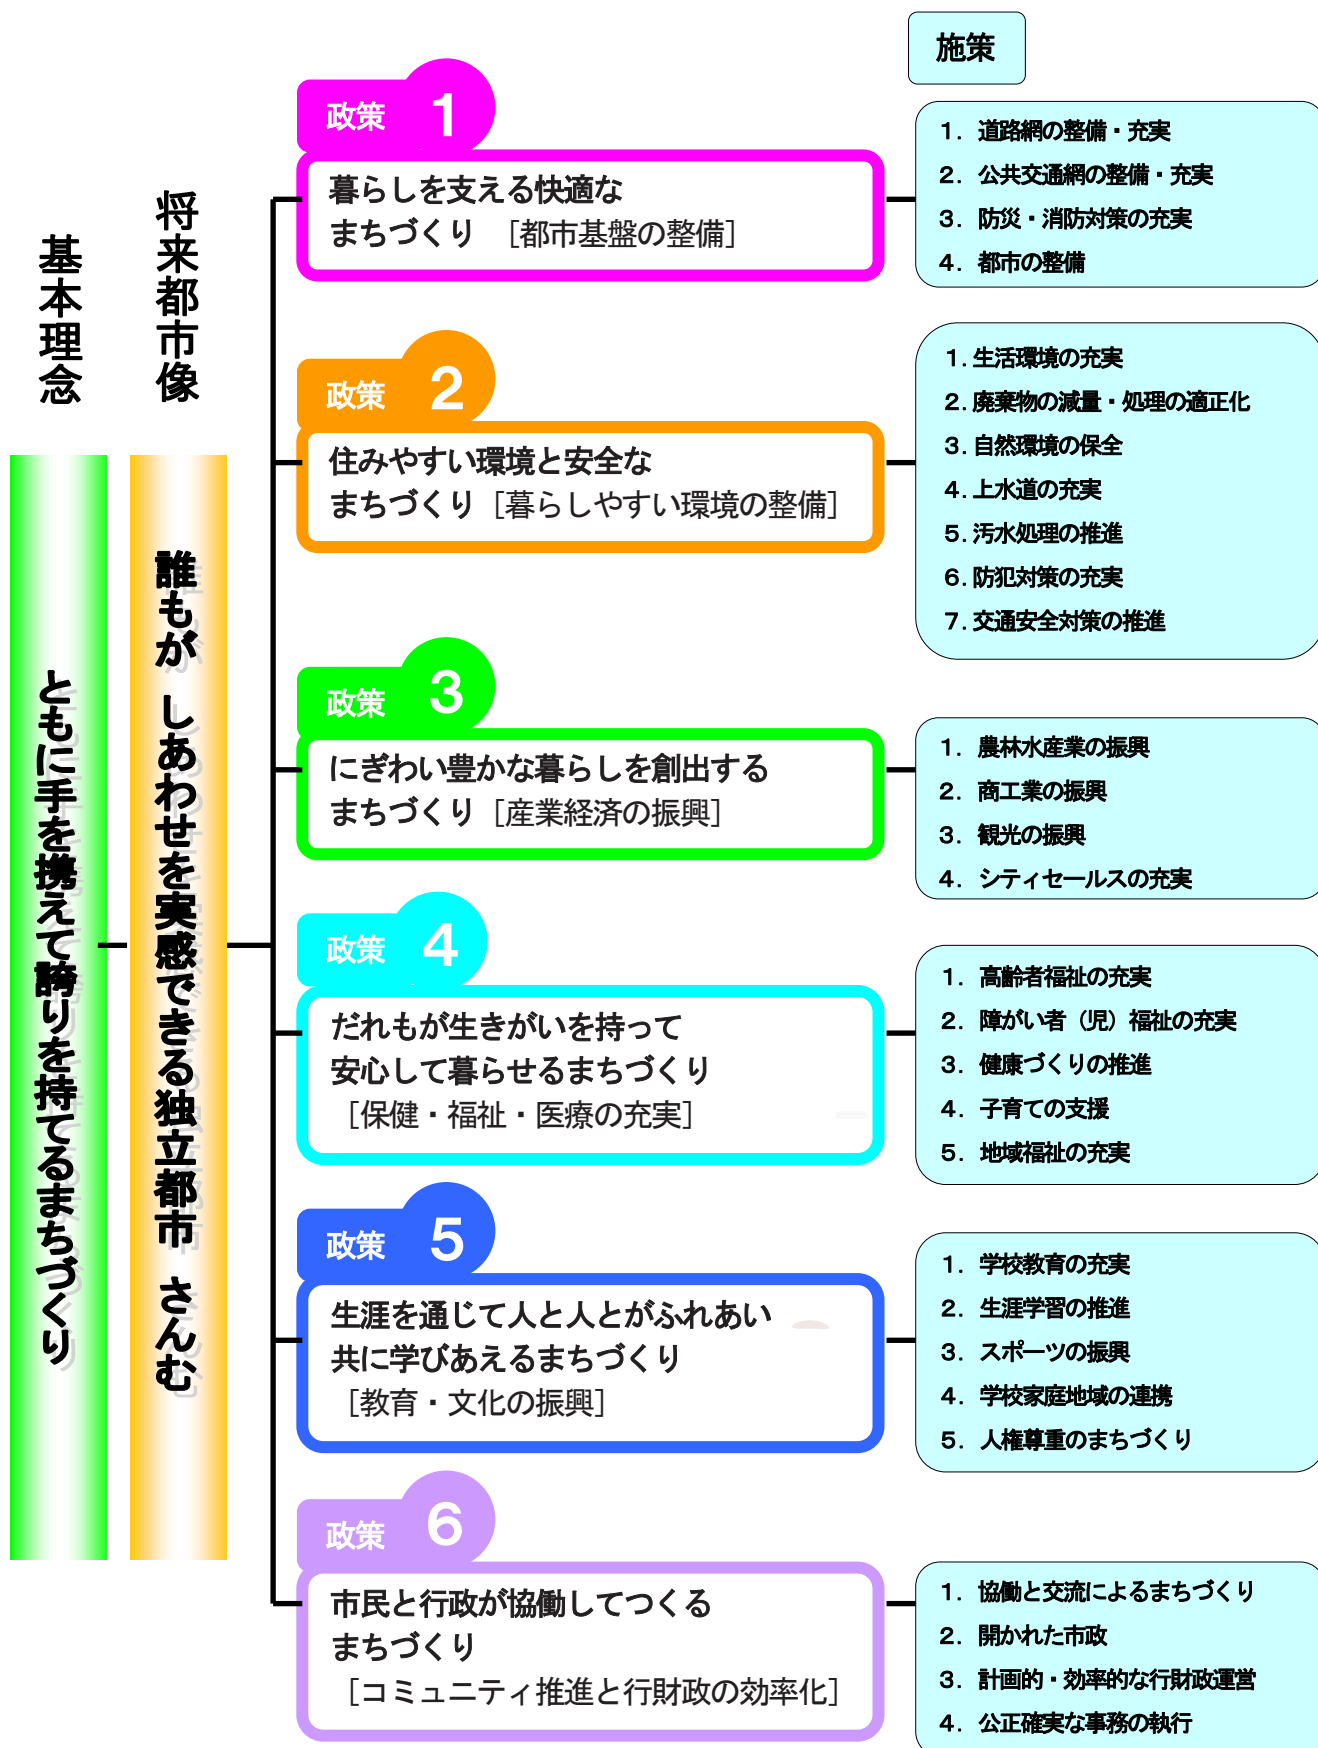 基本理念
ともに手を携えて誇りを持てるまちづくり
将来都市像
誰もが しあわせを実感できる独立都市 さんむ
施策
政策 1
暮らしを支える快適な
まちづくり ［都市基盤の整備］
1. 道路網の整備・充実
2. 公共交通網の整備・充実
3. 防災・消防対策の充実
4. 都市の整備
政策 2
住みやすい環境と安全な
まちづくり［暮らしやすい環境の整備］
1. 生活環境の充実
2. 廃棄物の減量・処理の適正化
3. 自然環境の保全
4. 上水道の充実
5. 汚水処理の推進
6. 防犯対策の充実
7. 交通安全対策の推進
政策 3
にぎわい豊かな暮らしを創出する
まちづくり［産業経済の振興］
1. 農林水産業の振興
2. 商工業の振興
3. 観光の振興
4. シティセールスの充実
政策 4
だれもが生きがいを持って
安心して暮らせるまちづくり
［保健・福祉・医療の充実］
1. 高齢者福祉の充実
2. 障がい者（児）福祉の充実
3. 健康づくりの推進
4. 子育ての支援
5. 地域福祉の充実
政策 5
生涯を通じて人と人とがふれあい
共に学びあえるまちづくり
［教育・文化の振興］
1. 学校教育の充実
2. 生涯学習の推進
3. スポーツの振興
4. 学校家庭地域の連携
5. 人権尊重のまちづくり
政策 6
市民と行政が協働してつくる
まちづくり
［コミュニティ推進と行財政の効率化］
1. 協働と交流によるまちづくり
2. 開かれた市政
3. 計画的・効率的な行財政運営
4. 公正確実な事務の執行